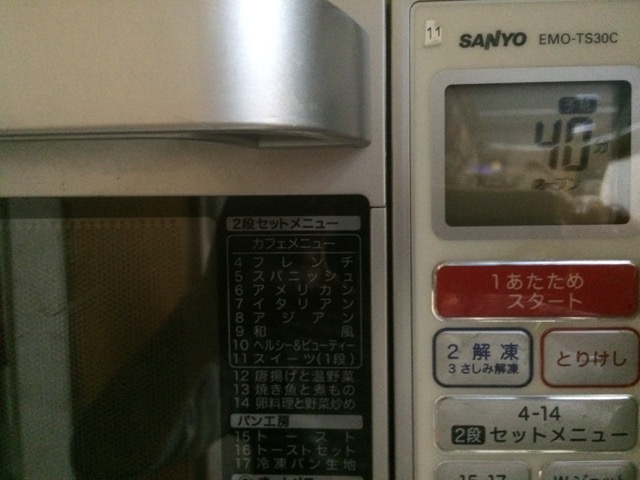 11
SANYO EMO-TS30C
予熱
40分
オーブン
1あたため
スタート
2 解凍
3 さしみ解凍
とりけし
4-14
2段 セットメニュー
15-17
2段セットメニュー
カフェメニュー
4 フレンチ
5 スパニッシュ
6 アメリカン
7 イタリアン
8 アジアン
9 和風
10 ヘルシー&ビューティー
11 スイーツ(1段)
12 唐揚げと温野菜
13 焼き魚と煮もの
14 卵料理と野菜炒め
パン工房
15 トースト
16 トーストセット
17 冷凍パン生地